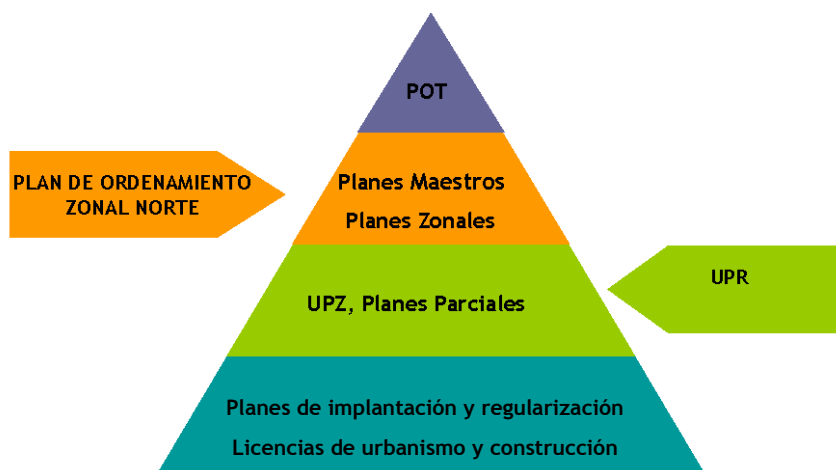 POT
PLAN DE ORDENAMIENTO
ZONAL NORTE
Planes Maestros
Planes Zonales
UPZ, Planes Parciales
UPR
Planes de implantación y regularización
Licencias de urbanismo y construcción